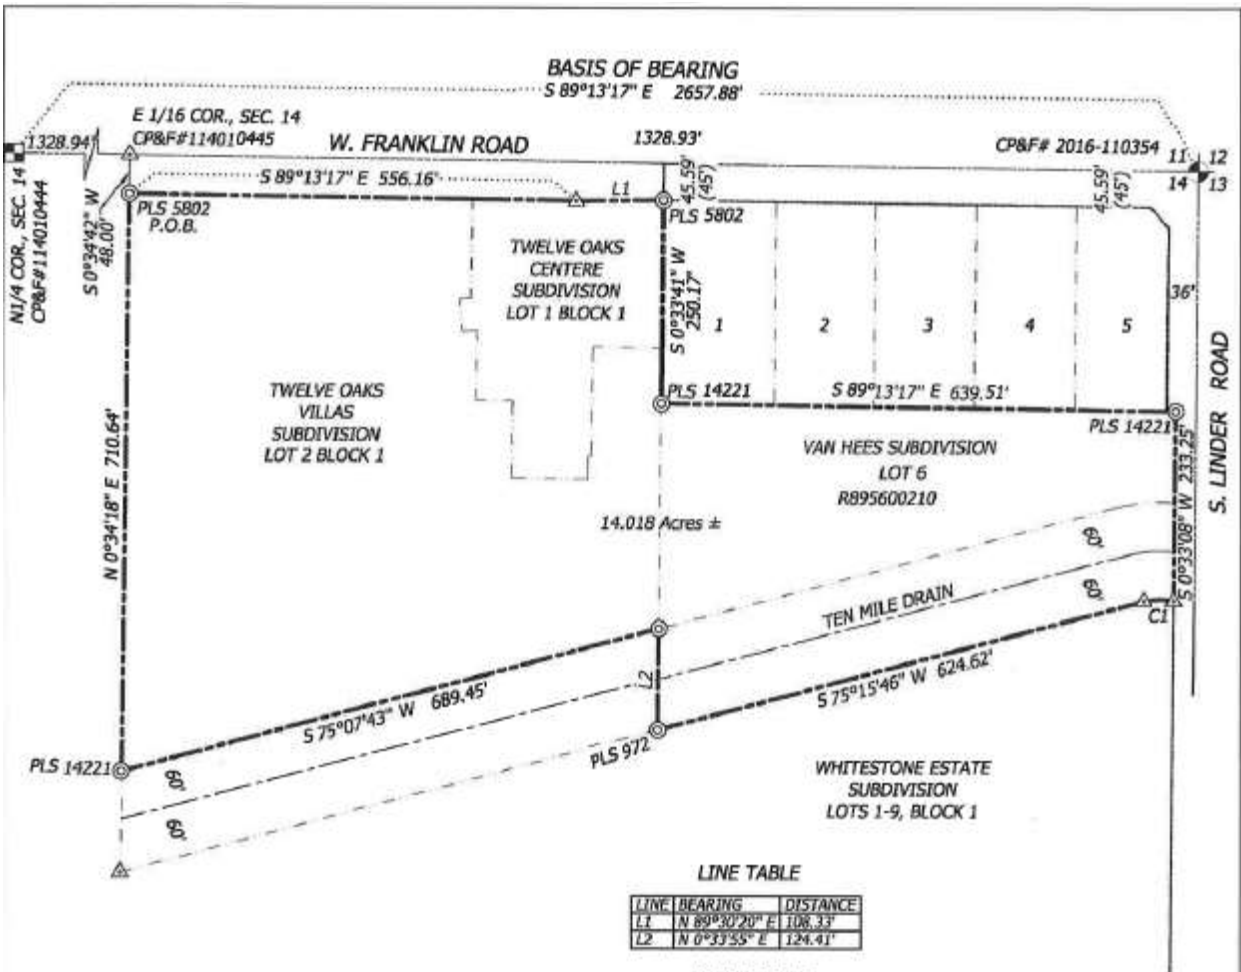 BASIS OF BEARING
S 89°13'17" E 2657.88'
E 1/16 COR., SEC. 14
CP&F#114010445
1328.94'
W. FRANKLIN ROAD
1328.93'
CP&F# 2016-110354
11 12
14 13
N1/4 COR., SEC. 14
CP&F#114010444
S 0°34'42" W
48.00'
S 89°13'17" E 556.16'
L1
45.59'
(45')
45.59'
(45')
PLS 5802
P.O.B.
PLS 5802
TWELVE OAKS
CENTERE
SUBDIVISION
LOT 1 BLOCK 1
S 0°33'41" W
250.17'
1
2
3
4
5
36'
S. LINDER ROAD
TWELVE OAKS
VILLAS
SUBDIVISION
LOT 2 BLOCK 1
PLS 14221
S 89°13'17" E 639.51'
PLS 14221
N 0°34'18" E 710.64'
VAN HEES SUBDIVISION
LOT 6
R895600210
S 0°33'08" W 233.25'
14.018 Acres ±
60'
60'
TEN MILE DRAIN
C1
L2
S 75°07'43" W 689.45'
S 75°15'46" W 624.62'
PLS 14221
60'
60'
PLS 972
WHITESTONE ESTATE
SUBDIVISION
LOTS 1-9, BLOCK 1
LINE TABLE
LINE BEARING DISTANCE
L1 N 89°30'20" E 108.33'
L2 N 0°33'55" E 124.41'